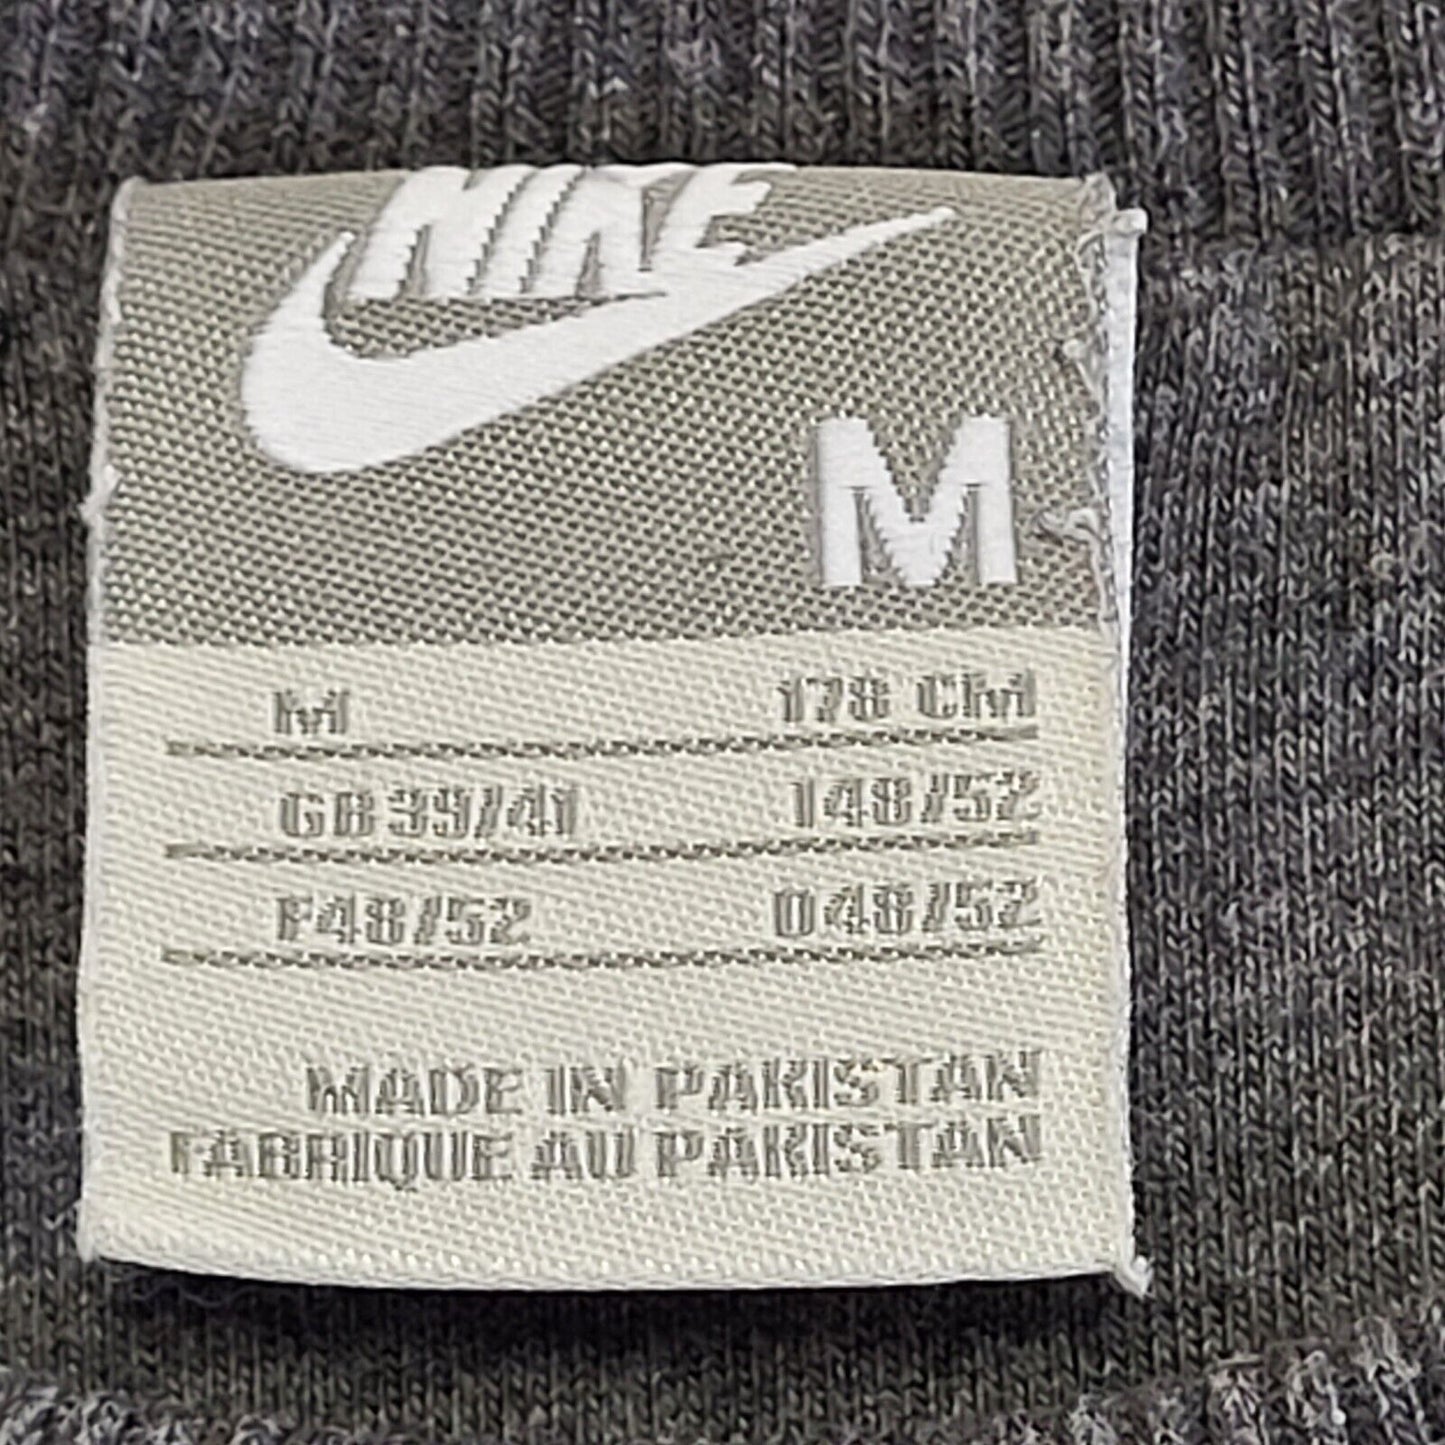 NIKE
M
M 178 CM
GB 39/41 I 48/52
F 48/52 D 48/52
MADE IN PAKISTAN
FABRIQUE AU PAKISTAN